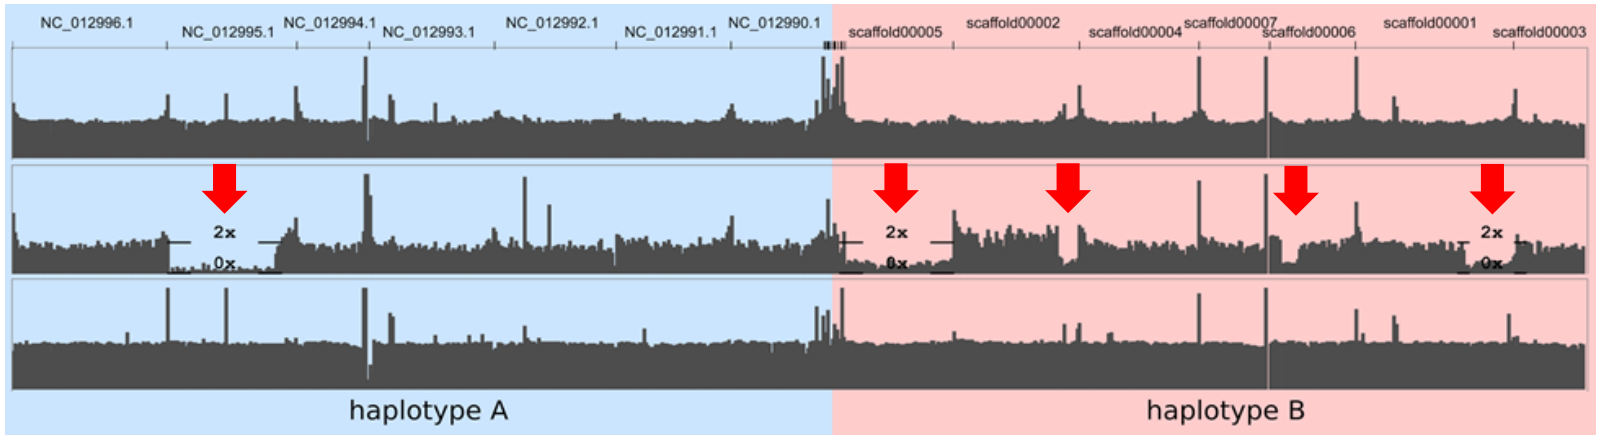 NC_012996.1
NC_012995.1
NC_012994.1
NC_012993.1
NC_012992.1
NC_012991.1
NC_012990.1
scaffold00005
scaffold00002
scaffold00004
scaffold00007
scaffold00006
scaffold00001
scaffold00003
2x
0x
2x
0x
2x
0x
haplotype A
haplotype B